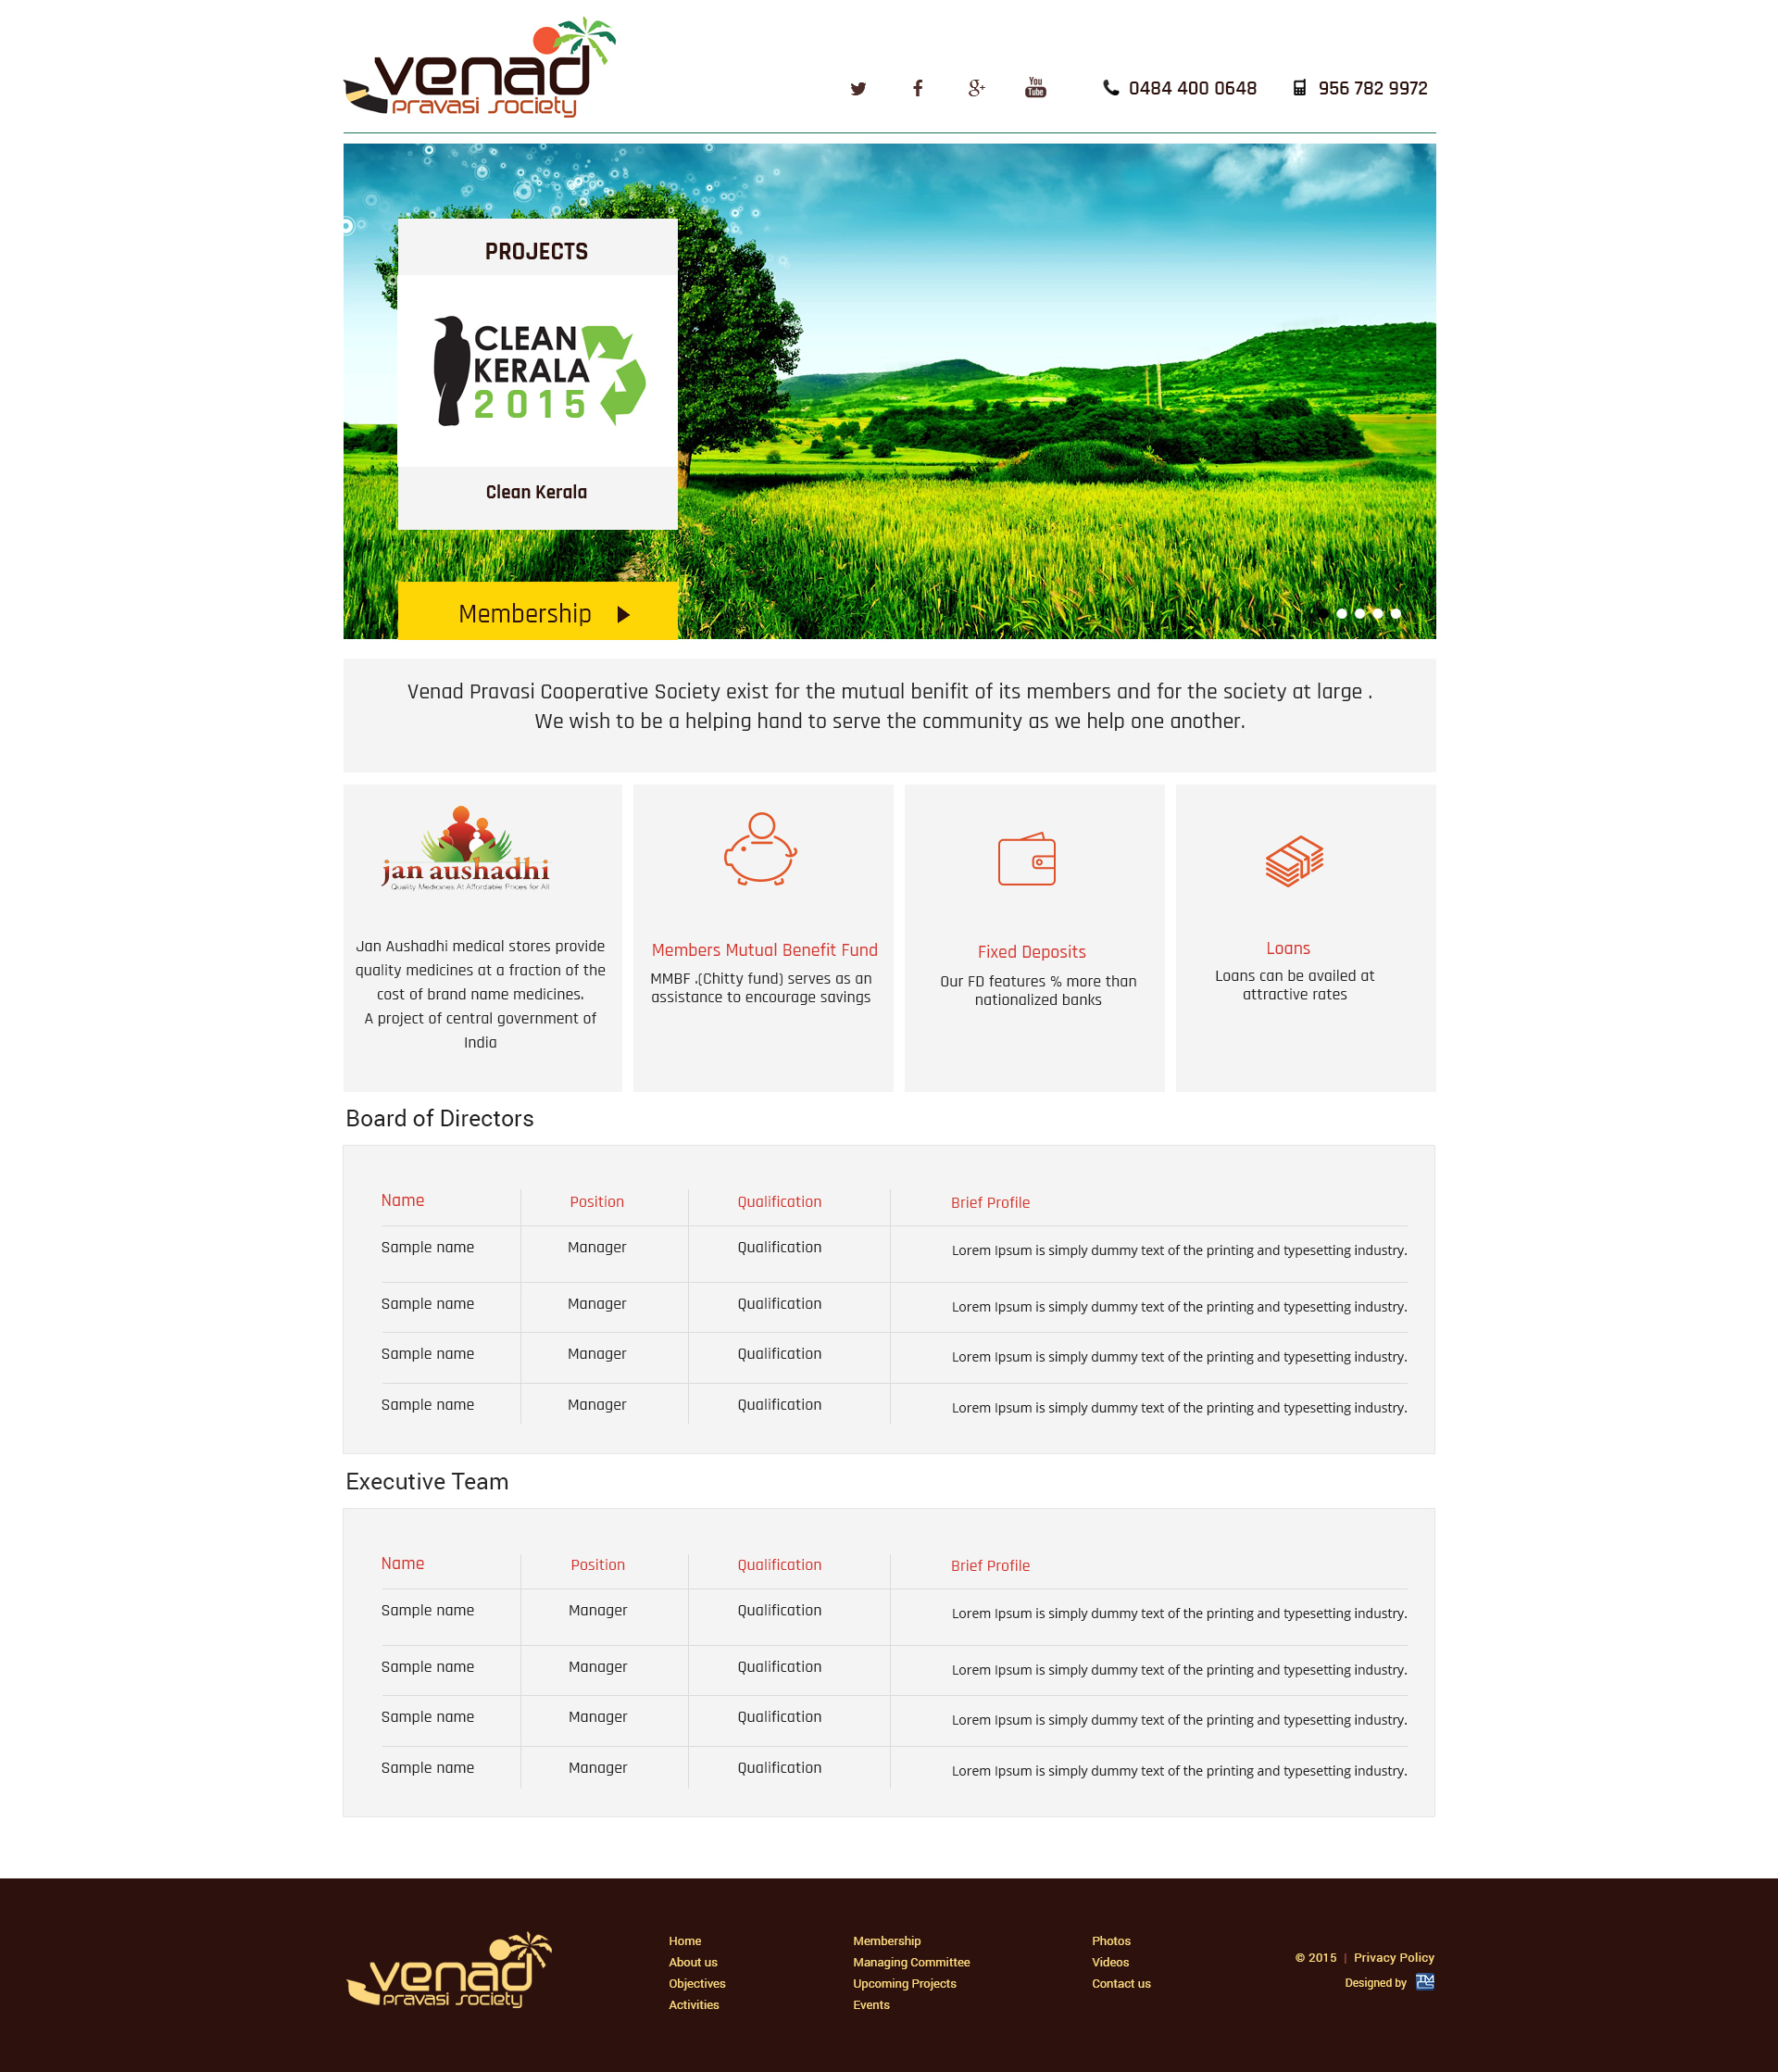 venad
pravasi society
You
Tube
0484 400 0648
956 782 9972
PROJECTS
CLEAN
KERALA
2015
Clean Kerala
Membership
Venad Pravasi Cooperative Society exist for the mutual benifit of its members and for the society at large .
We wish to be a helping hand to serve the community as we help one another.
jan aushadhi
Quality Medicines At Affordable Prices for All
Jan Aushadhi medical stores provide
quality medicines at a fraction of the
cost of brand name medicines.
A project of central government of
India
Members Mutual Benefit Fund
MMBF .(Chitty fund) serves as an
assistance to encourage savings
Fixed Deposits
Our FD features % more than
nationalized banks
Loans
Loans can be availed at
attractive rates
Board of Directors
Name Position Qualification Brief Profile
Sample name Manager Qualification Lorem Ipsum is simply dummy text of the printing and typesetting industry.
Sample name Manager Qualification Lorem Ipsum is simply dummy text of the printing and typesetting industry.
Sample name Manager Qualification Lorem Ipsum is simply dummy text of the printing and typesetting industry.
Sample name Manager Qualification Lorem Ipsum is simply dummy text of the printing and typesetting industry.
Executive Team
Name Position Qualification Brief Profile
Sample name Manager Qualification Lorem Ipsum is simply dummy text of the printing and typesetting industry.
Sample name Manager Qualification Lorem Ipsum is simply dummy text of the printing and typesetting industry.
Sample name Manager Qualification Lorem Ipsum is simply dummy text of the printing and typesetting industry.
Sample name Manager Qualification Lorem Ipsum is simply dummy text of the printing and typesetting industry.
venad
pravasi society
Home
About us
Objectives
Activities
Membership
Managing Committee
Upcoming Projects
Events
Photos
Videos
Contact us
© 2015 | Privacy Policy
Designed by